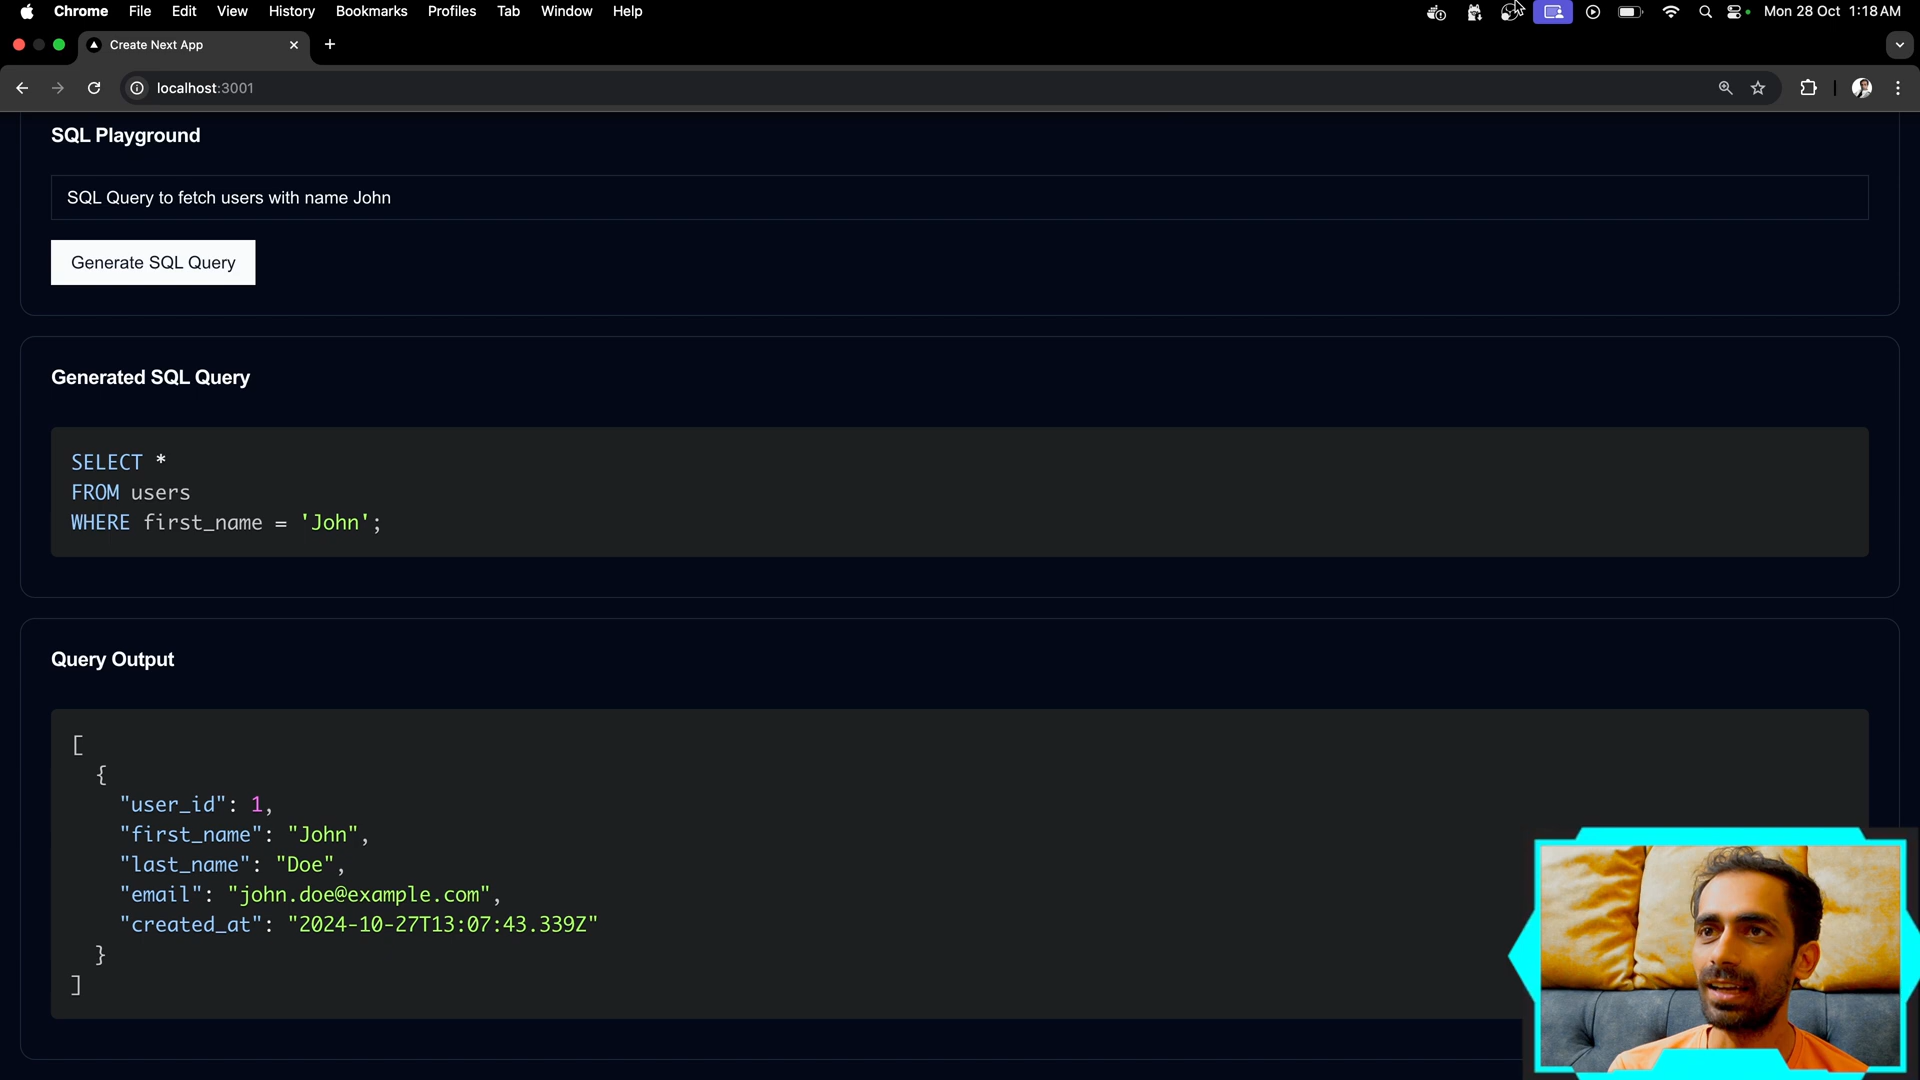 Chrome File Edit View History Bookmarks Profiles Tab Window Help Mon 28 Oct 1:18 AM
Create Next App
localhost:3001
SQL Playground
SQL Query to fetch users with name John
Generate SQL Query
Generated SQL Query
SELECT *
FROM users
WHERE first_name = 'John';
Query Output
[
{
"user_id": 1,
"first_name": "John",
"last_name": "Doe",
"email": "john.doe@example.com",
"created_at": "2024-10-27T13:07:43.339Z"
}
]